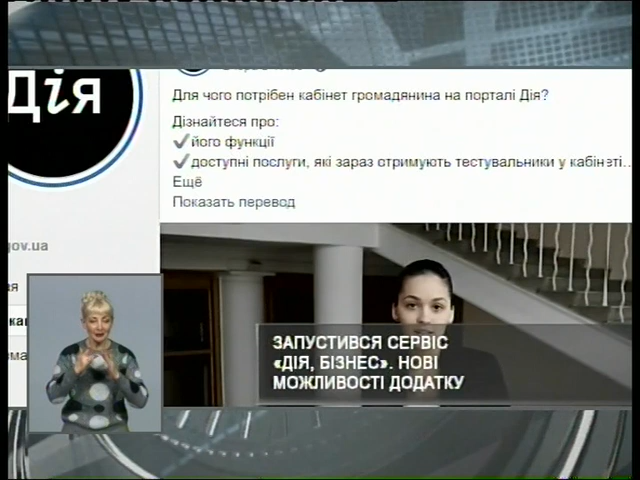 Дія
Для чого потрібен кабінет громадянина на порталі Дія?
Дізнайтеся про:
✔його функції
✔доступні послуги, які зараз отримують тестувальники у кабінеті...
Ещё
Показать перевод
gov.ua
ЗАПУСТИВСЯ СЕРВІС
«ДІЯ, БІЗНЕС». НОВІ
МОЖЛИВОСТІ ДОДАТКУ